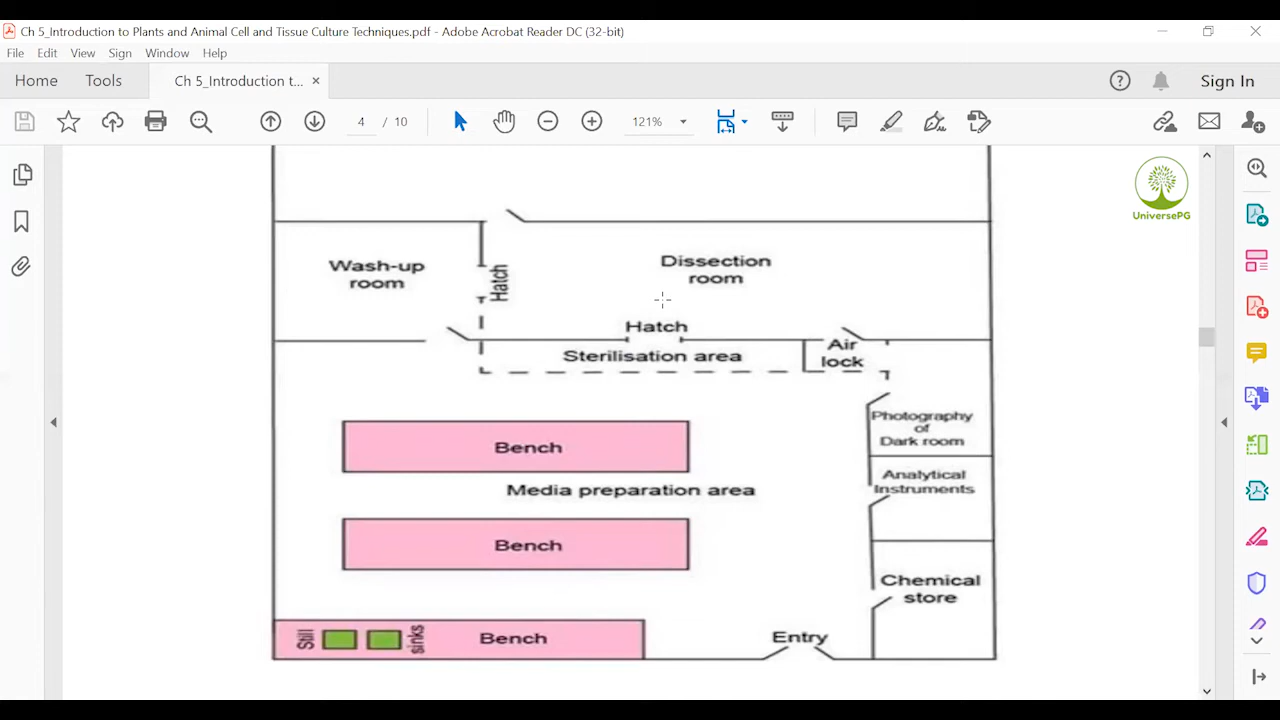 Ch 5_Introduction to Plants and Animal Cell and Tissue Culture Techniques.pdf - Adobe Acrobat Reader DC (32-bit)
File Edit View Sign Window Help
Home Tools Ch 5_Introduction t... Sign In
4 / 10 121%
UniversePG
Wash-up
room
Hatch
Dissection
room
Hatch
Sterilisation area
Air
lock
Photography
of
Dark room
Bench
Analytical
Instruments
Media preparation area
Bench
Chemical
store
Still
sinks
Bench
Entry